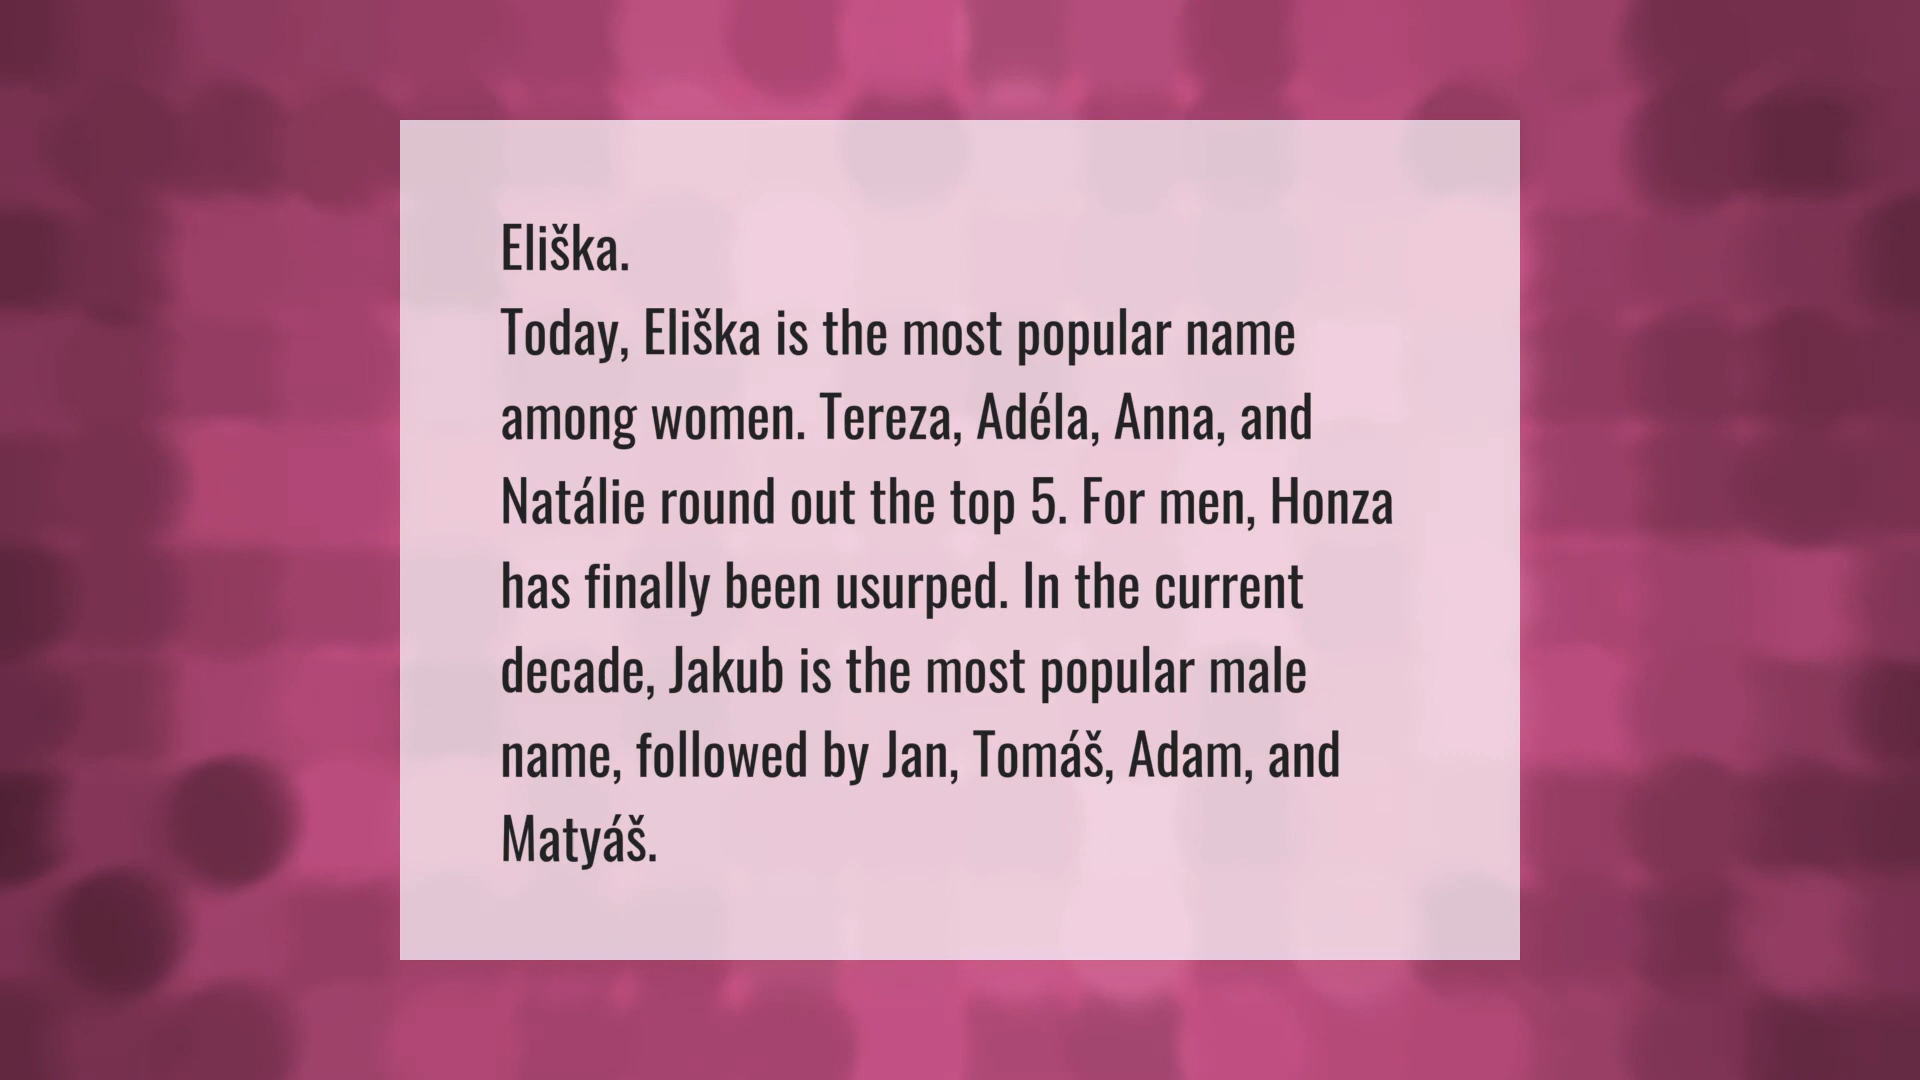 Eliška.
Today, Eliška is the most popular name
among women. Tereza, Adéla, Anna, and
Natálie round out the top 5. For men, Honza
has finally been usurped. In the current
decade, Jakub is the most popular male
name, followed by Jan, Tomáš, Adam, and
Matyáš.